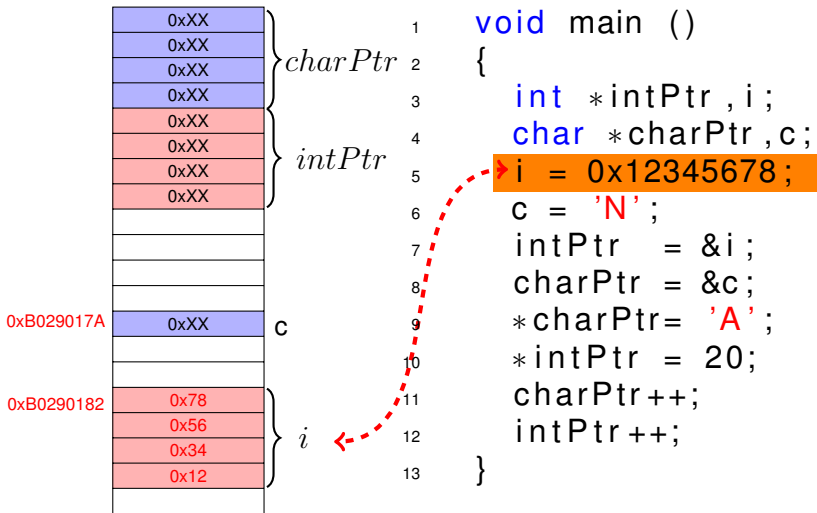 0xXX
0xXX
0xXX
0xXX
charPtr
0xXX
0xXX
0xXX
0xXX
intPtr
0xB029017A 0xXX c
0xB0290182 0x78
0x56
0x34
0x12
i
1 void main ()
2 {
3 int *intPtr,i;
4 char *charPtr,c;
5 i = 0x12345678;
6 c = 'N';
7 intPtr = &i;
8 charPtr = &c;
9 *charPtr= 'A';
10 *intPtr = 20;
11 charPtr++;
12 intPtr++;
13 }